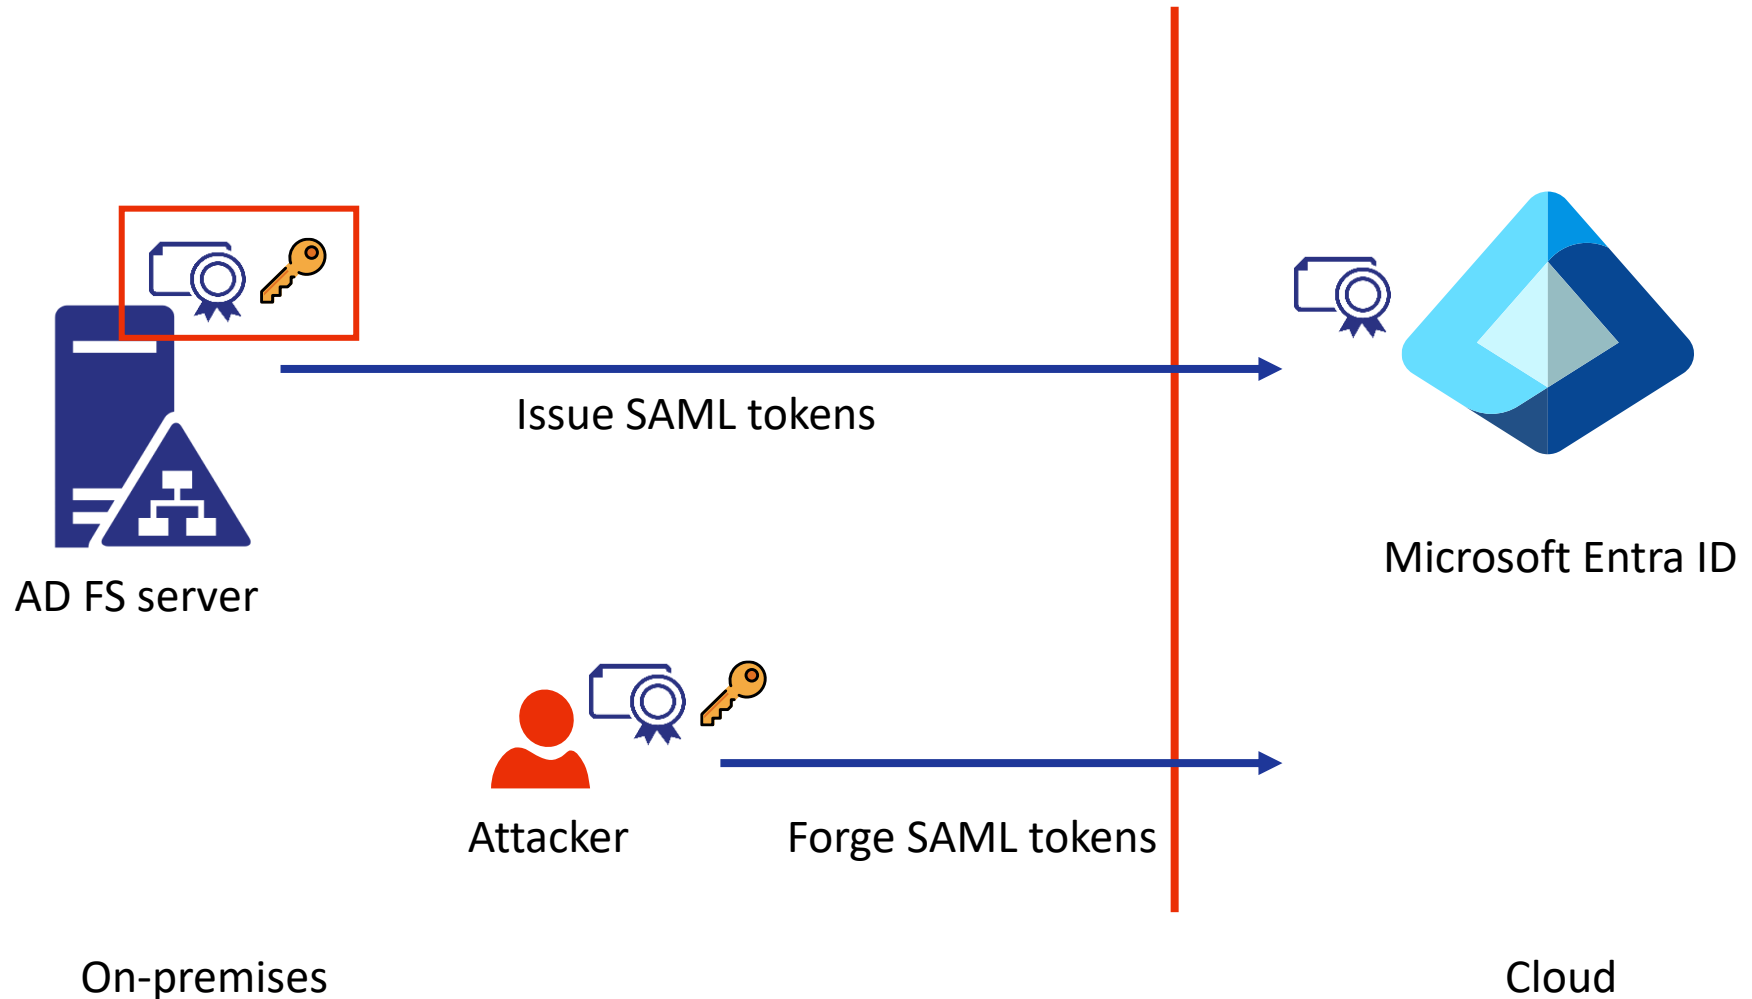 Issue SAML tokens
Microsoft Entra ID
AD FS server
Attacker
Forge SAML tokens
On-premises
Cloud